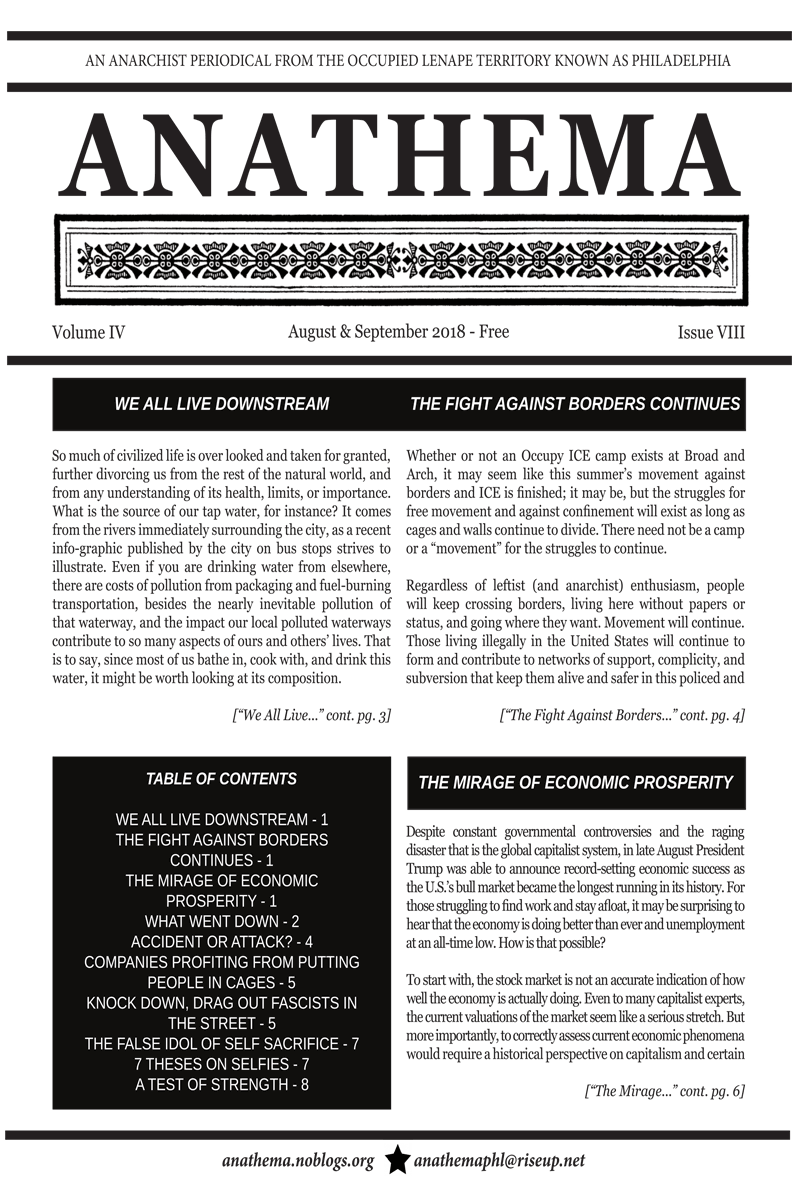 AN ANARCHIST PERIODICAL FROM THE OCCUPIED LENAPE TERRITORY KNOWN AS PHILADELPHIA
ANATHEMA
Volume IV
August & September 2018 - Free
Issue VIII
WE ALL LIVE DOWNSTREAM
So much of civilized life is over looked and taken for granted,
further divorcing us from the rest of the natural world, and
from any understanding of its health, limits, or importance.
What is the source of our tap water, for instance? It comes
from the rivers immediately surrounding the city, as a recent
info-graphic published by the city on bus stops strives to
illustrate. Even if you are drinking water from elsewhere,
there are costs of pollution from packaging and fuel-burning
transportation, besides the nearly inevitable pollution of
that waterway, and the impact our local polluted waterways
contribute to so many aspects of ours and others' lives. That
is to say, since most of us bathe in, cook with, and drink this
water, it might be worth looking at its composition.
[“We All Live...” cont. pg. 3]
THE FIGHT AGAINST BORDERS CONTINUES
Whether or not an Occupy ICE camp exists at Broad and
Arch, it may seem like this summer's movement against
borders and ICE is finished; it may be, but the struggles for
free movement and against confinement will exist as long as
cages and walls continue to divide. There need not be a camp
or a “movement” for the struggles to continue.
Regardless of leftist (and anarchist) enthusiasm, people
will keep crossing borders, living here without papers or
status, and going where they want. Movement will continue.
Those living illegally in the United States will continue to
form and contribute to networks of support, complicity, and
subversion that keep them alive and safer in this policed and
[“The Fight Against Borders...” cont. pg. 4]
TABLE OF CONTENTS
WE ALL LIVE DOWNSTREAM - 1
THE FIGHT AGAINST BORDERS
CONTINUES - 1
THE MIRAGE OF ECONOMIC
PROSPERITY - 1
WHAT WENT DOWN - 2
ACCIDENT OR ATTACK? - 4
COMPANIES PROFITING FROM PUTTING
PEOPLE IN CAGES - 5
KNOCK DOWN, DRAG OUT FASCISTS IN
THE STREET - 5
THE FALSE IDOL OF SELF SACRIFICE - 7
7 THESES ON SELFIES - 7
A TEST OF STRENGTH - 8
THE MIRAGE OF ECONOMIC PROSPERITY
Despite constant governmental controversies and the raging
disaster that is the global capitalist system, in late August President
Trump was able to announce record-setting economic success as
the U.S.'s bull market became the longest running in its history. For
those struggling to find work and stay afloat, it may be surprising to
hear that the economy is doing better than ever and unemployment
at an all-time low. How is that possible?
To start with, the stock market is not an accurate indication of how
well the economy is actually doing. Even to many capitalist experts,
the current valuations of the market seem like a serious stretch. But
more importantly, to correctly assess current economic phenomena
would require a historical perspective on capitalism and certain
[“The Mirage...” cont. pg. 6]
anathema.noblogs.org
anathemaphl@riseup.net